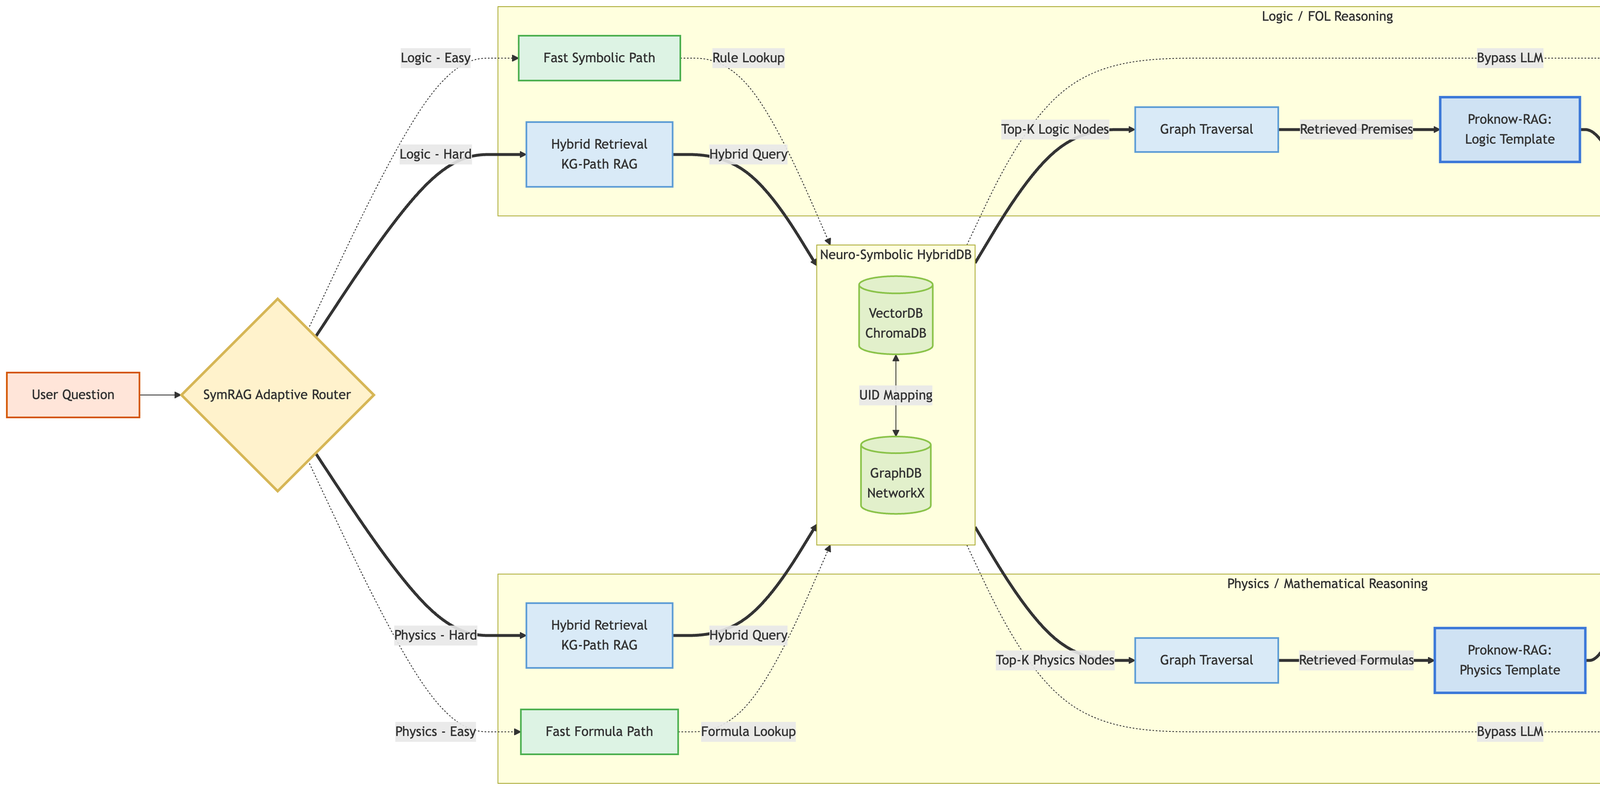 Logic / FOL Reasoning
Logic - Easy
Fast Symbolic Path
Rule Lookup
Bypass LLM
Logic - Hard
Hybrid Retrieval
KG-Path RAG
Hybrid Query
Top-K Logic Nodes
Graph Traversal
Retrieved Premises
Proknow-RAG:
Logic Template
Neuro-Symbolic HybridDB
VectorDB
ChromaDB
UID Mapping
GraphDB
NetworkX
User Question
SymRAG Adaptive Router
Physics / Mathematical Reasoning
Physics - Hard
Hybrid Retrieval
KG-Path RAG
Hybrid Query
Top-K Physics Nodes
Graph Traversal
Retrieved Formulas
Proknow-RAG:
Physics Template
Physics - Easy
Fast Formula Path
Formula Lookup
Bypass LLM